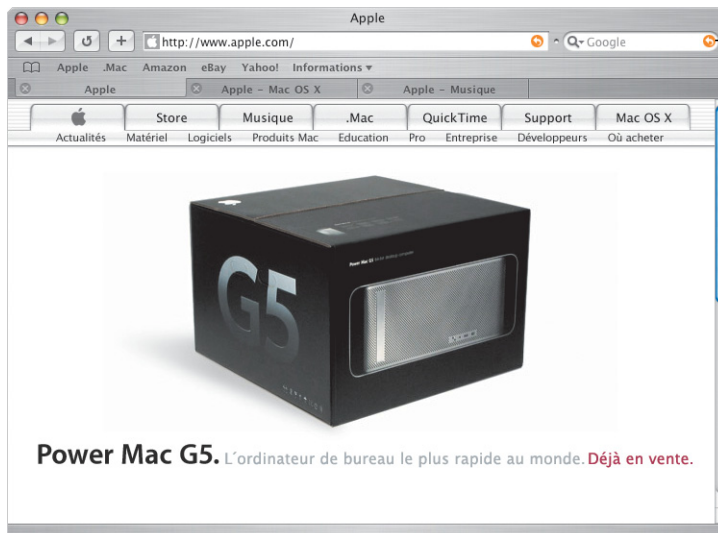 Apple
http://www.apple.com/
Google
Apple .Mac Amazon eBay Yahoo! Informations
Apple Apple – Mac OS X Apple – Musique
Store Musique .Mac QuickTime Support Mac OS X
Actualités Matériel Logiciels Produits Mac Education Pro Entreprise Développeurs Où acheter
G5
Power Mac G5
Power Mac G5. L´ordinateur de bureau le plus rapide au monde. Déjà en vente.